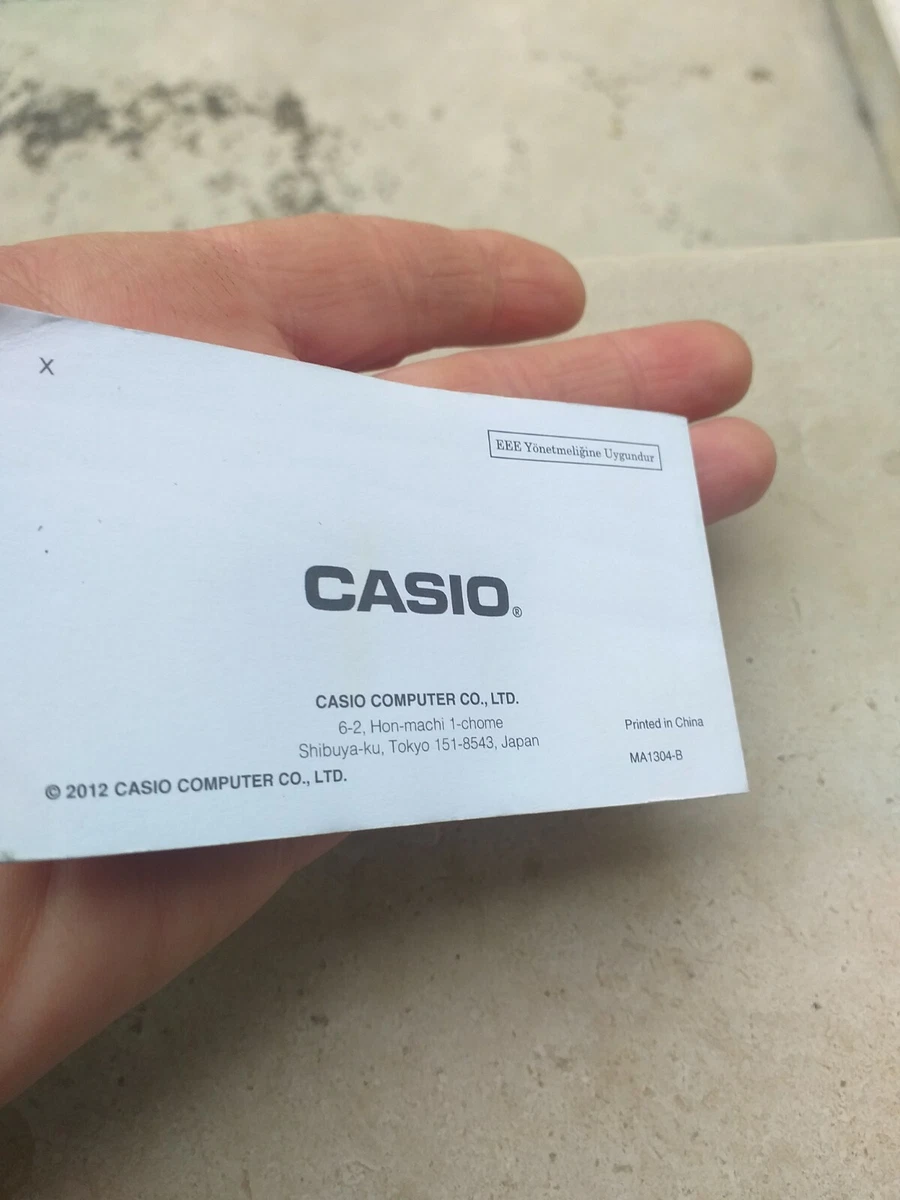 X
EEE Yönetmeliğine Uygundur
CASIO®
CASIO COMPUTER CO., LTD.
6-2, Hon-machi 1-chome
Shibuya-ku, Tokyo 151-8543, Japan
Printed in China
MA1304-B
© 2012 CASIO COMPUTER CO., LTD.